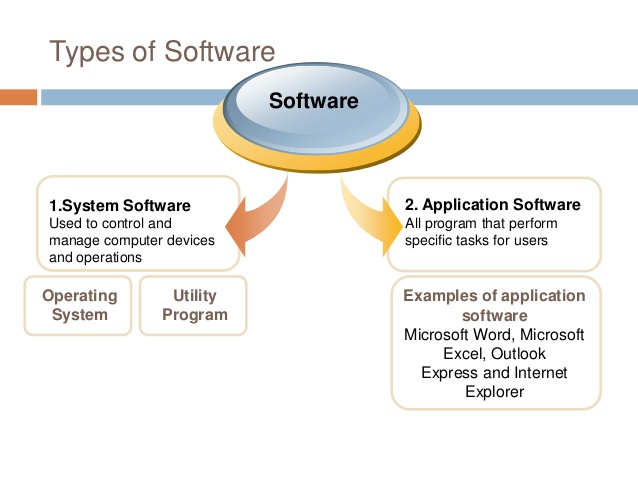 Types of Software
Software
1.System Software
Used to control and
manage computer devices
and operations
Operating
System
Utility
Program
2. Application Software
All program that perform
specific tasks for users
Examples of application
software
Microsoft Word, Microsoft
Excel, Outlook
Express and Internet
Explorer